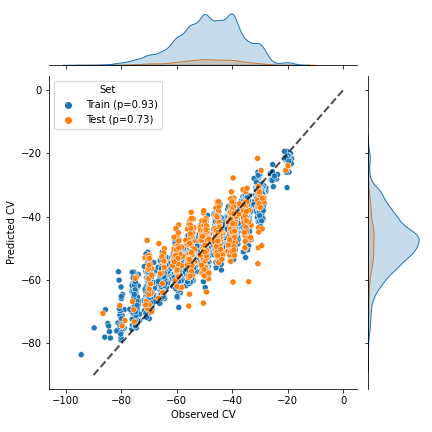 Set
Train (p=0.93)
Test (p=0.73)
0
−20
−40
−60
−80
Predicted CV
−100
−80
−60
−40
−20
0
Observed CV